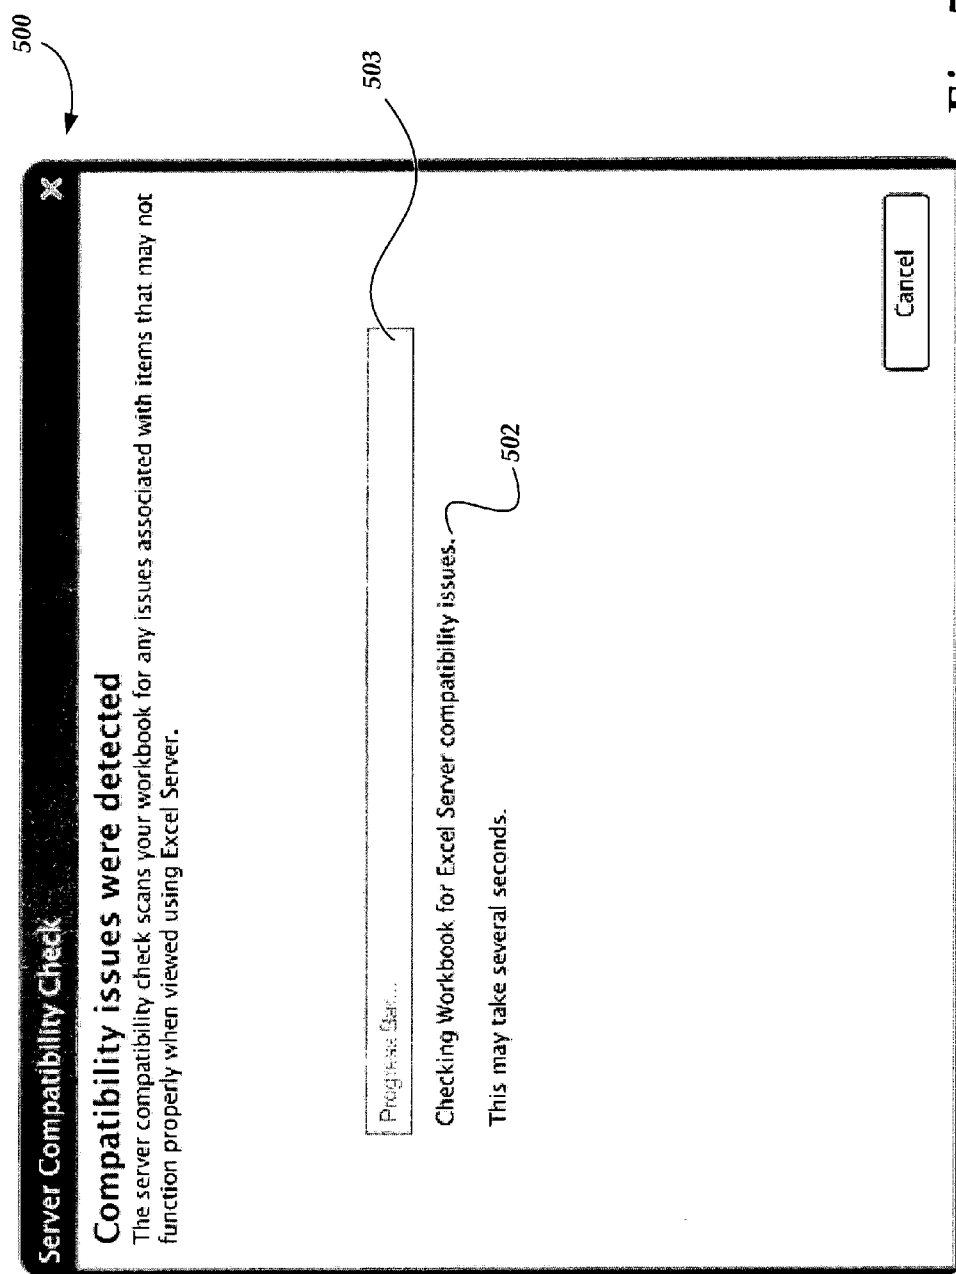 500
Server Compatibility Check X
Compatibility issues were detected
The server compatibility check scans your workbook for any issues associated with items that may not
function properly when viewed using Excel Server.
503
Progress Bar...
Checking Workbook for Excel Server compatibility issues.
502
This may take several seconds.
Cancel